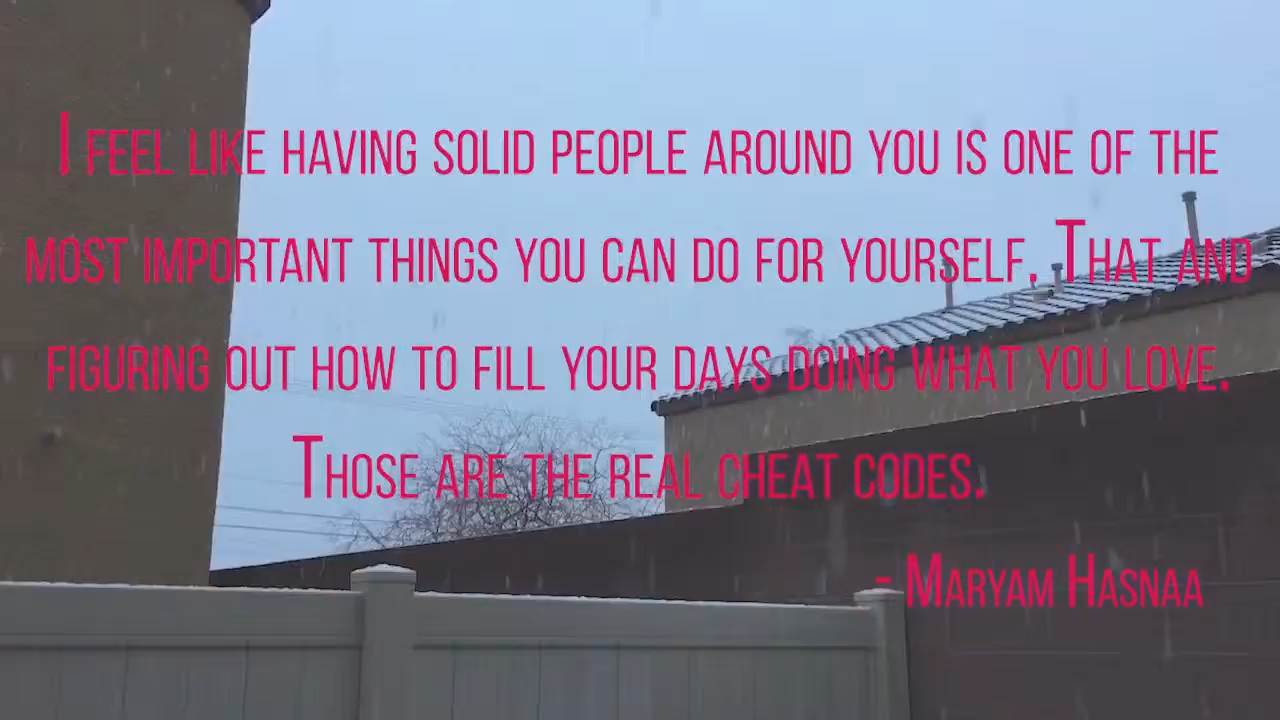 I feel like having solid people around you is one of the
most important things you can do for yourself. That and
figuring out how to fill your days doing what you love.
Those are the real cheat codes.
- Maryam Hasnaa